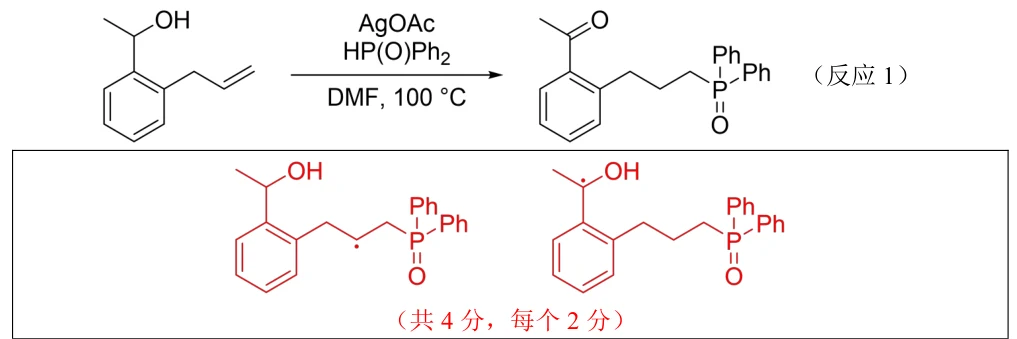 OH
AgOAc
HP(O)Ph₂
DMF, 100 °C
O
Ph
Ph
P
O
（反应 1）
OH
Ph
Ph
P
O
OH
Ph
Ph
P
O
（共 4 分，每个 2 分）